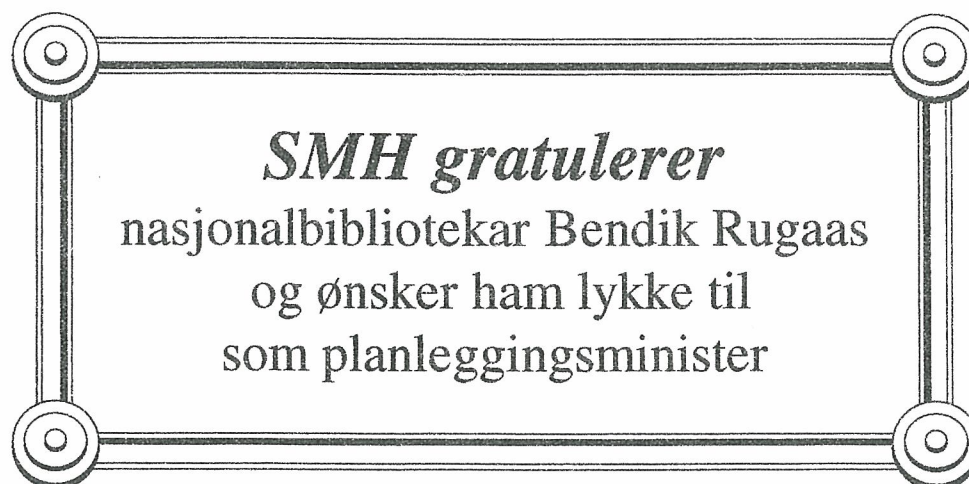 SMH gratulerer
nasjonalbibliotekar Bendik Rugaas
og ønsker ham lykke til
som planleggingsminister